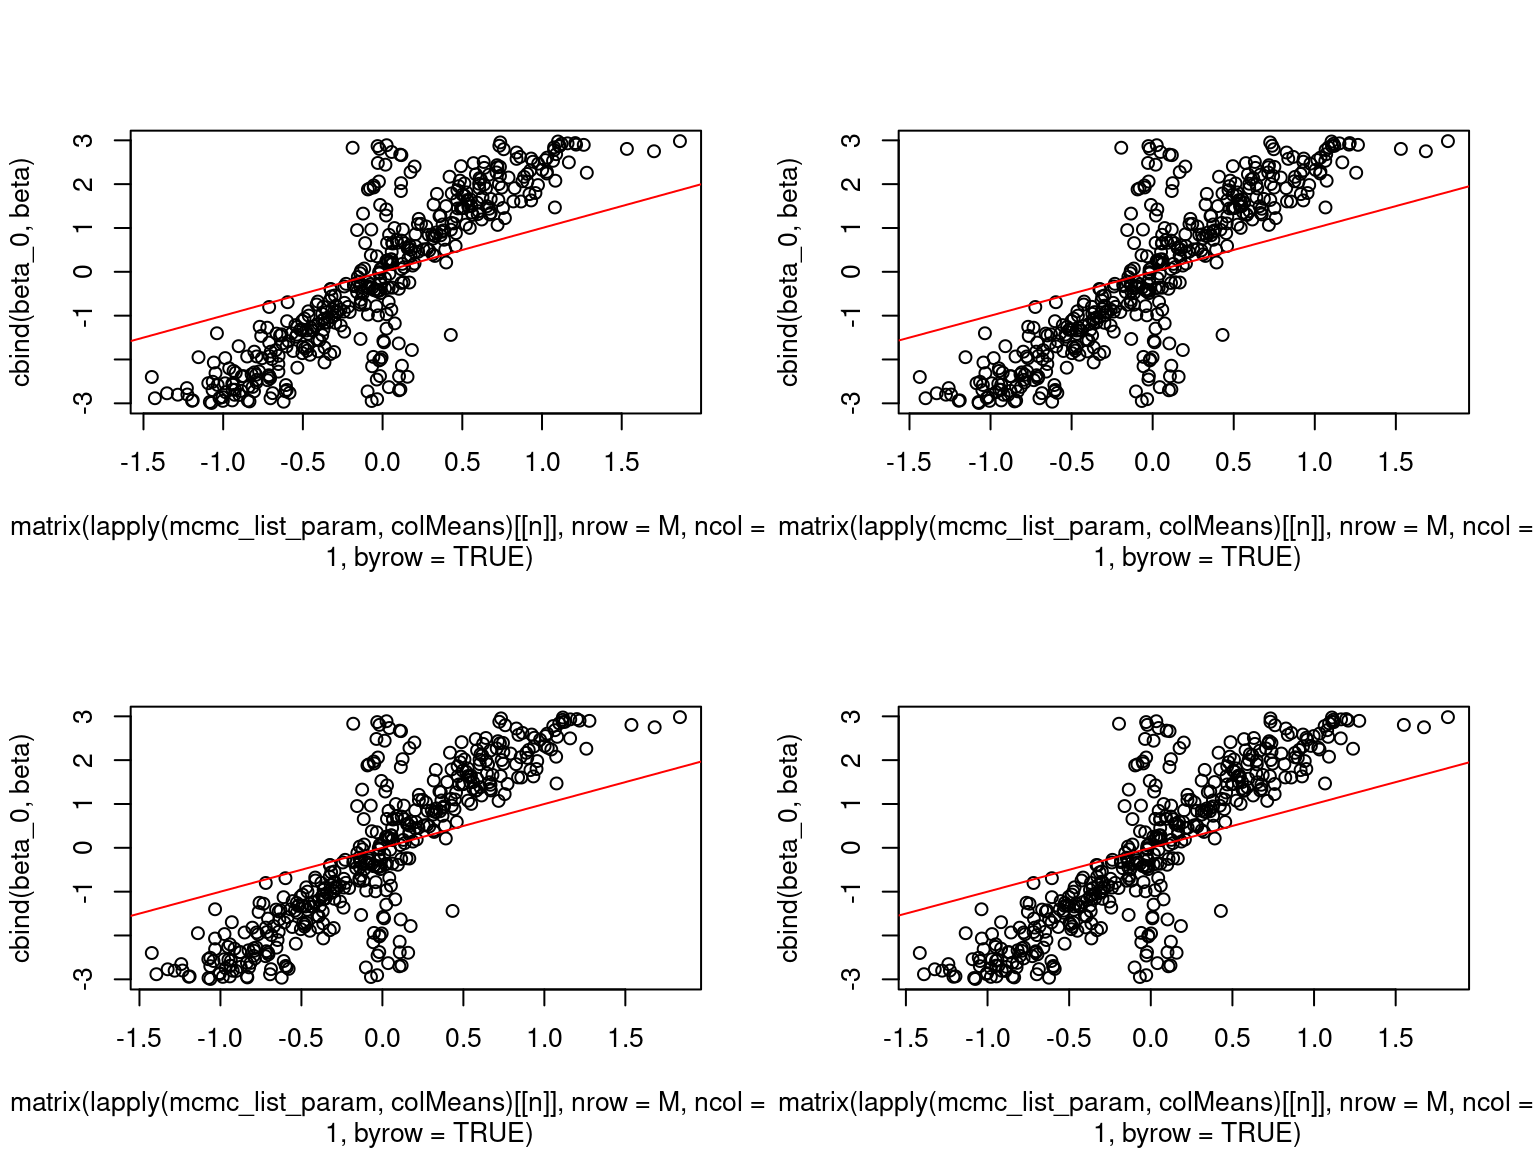 cbind(beta_0, beta)
3
2
1
0
-1
-3
-1.5 -1.0 -0.5 0.0 0.5 1.0 1.5
matrix(lapply(mcmc_list_param, colMeans)[[n]], nrow = M, ncol =
1, byrow = TRUE)
cbind(beta_0, beta)
3
2
1
0
-1
-3
-1.5 -1.0 -0.5 0.0 0.5 1.0 1.5
matrix(lapply(mcmc_list_param, colMeans)[[n]], nrow = M, ncol =
1, byrow = TRUE)
cbind(beta_0, beta)
3
2
1
0
-1
-3
-1.5 -1.0 -0.5 0.0 0.5 1.0 1.5
matrix(lapply(mcmc_list_param, colMeans)[[n]], nrow = M, ncol =
1, byrow = TRUE)
cbind(beta_0, beta)
3
2
1
0
-1
-3
-1.5 -1.0 -0.5 0.0 0.5 1.0 1.5
matrix(lapply(mcmc_list_param, colMeans)[[n]], nrow = M, ncol =
1, byrow = TRUE)